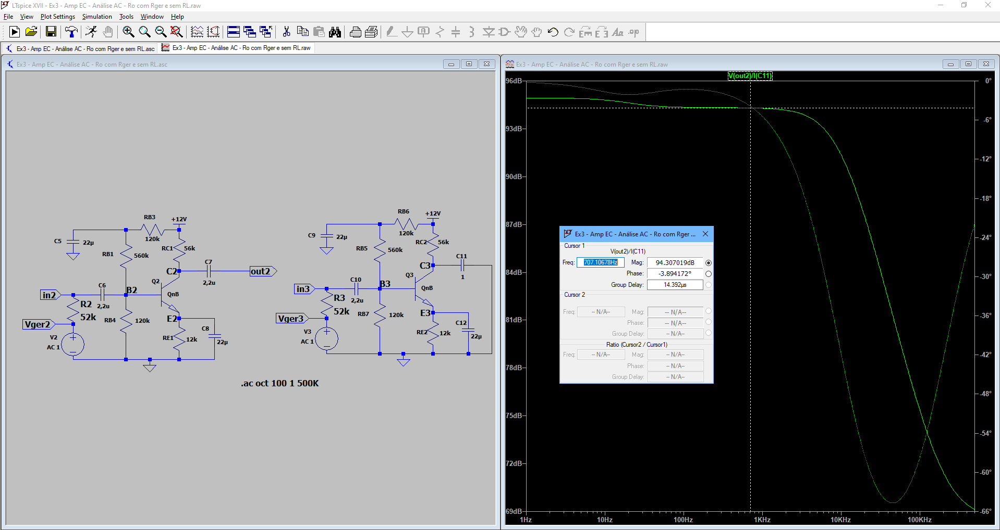 LTspice XVII - Ex3 - Amp EC - Análise AC - Ro com Rger e sem RL.raw
File View Plot Settings Simulation Tools Window Help
Ex3 - Amp EC - Análise AC - Ro com Rger e sem RL.asc
Ex3 - Amp EC - Análise AC - Ro com Rger e sem RL.raw
Ex3 - Amp EC - Análise AC - Ro com Rger e sem RL.asc
RB3
+12V
120k
C5
22µ
RB1
560k
RC1
56k
C7
C2
out2
2,2u
Q2
QnB
C6
B2
in2
2,2u
R2
52k
RB4
120k
E2
Vger2
C8
22µ
RE1
12k
V2
AC 1
RB6
+12V
120k
C9
22µ
RB5
560k
RC2
56k
C11
C3
1
Q3
QnB
C10
B3
in3
2,2u
R3
52k
RB7
120k
E3
Vger3
C12
22µ
RE2
12k
V3
AC 1
.ac oct 100 1 500K
Ex3 - Amp EC - Análise AC - Ro com Rger e sem RL.raw
V(out2)/I(C11)
96dB
93dB
90dB
87dB
84dB
81dB
78dB
75dB
72dB
69dB
0°
-6°
-12°
-18°
-24°
-30°
-36°
-42°
-48°
-54°
-60°
-66°
1Hz 10Hz 100Hz 1KHz 10KHz 100KHz
Ex3 - Amp EC - Análise AC - Ro com Rger ...
Cursor 1
V(out2)/I(C11)
Freq: 707.10678Hz Mag: 94.307019dB
Phase: -3.894172°
Group Delay: 14.392µs
Cursor 2
Freq: -- N/A-- Mag: -- N/A--
Phase: -- N/A--
Group Delay: -- N/A--
Ratio (Cursor2 / Cursor1)
Freq: -- N/A-- Mag: -- N/A--
Phase: -- N/A--
Group Delay: -- N/A--